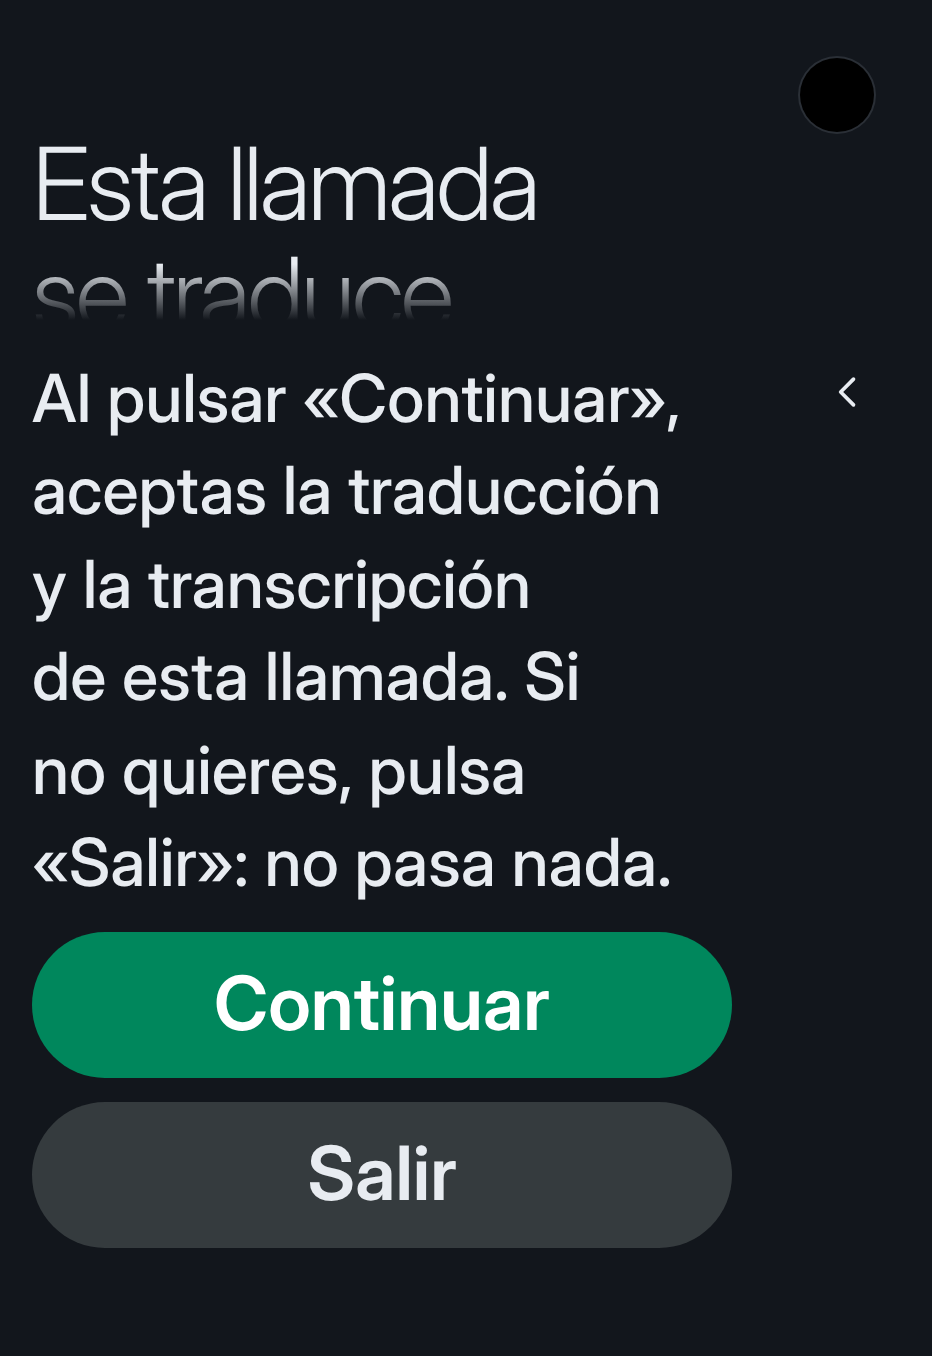 Esta llamada
se traduce
Al pulsar «Continuar»,
aceptas la traducción
y la transcripción
de esta llamada. Si
no quieres, pulsa
«Salir»: no pasa nada.
Continuar
Salir